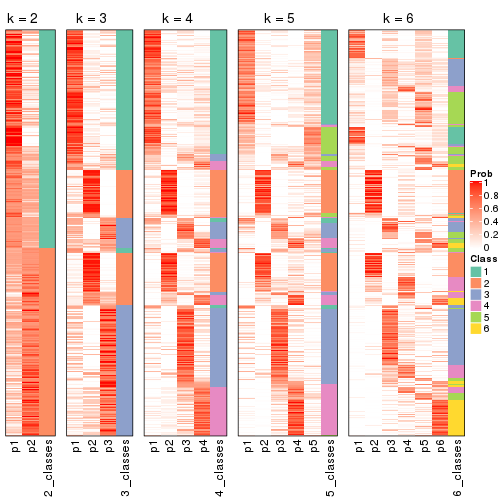 k = 2
k = 3
k = 4
k = 5
k = 6
p1
p2
2_classes
p1
p2
p3
3_classes
p1
p2
p3
p4
4_classes
p1
p2
p3
p4
p5
5_classes
p1
p2
p3
p4
p5
p6
6_classes
Prob
1
0.8
0.6
0.4
0.2
0
Class
1
2
3
4
5
6